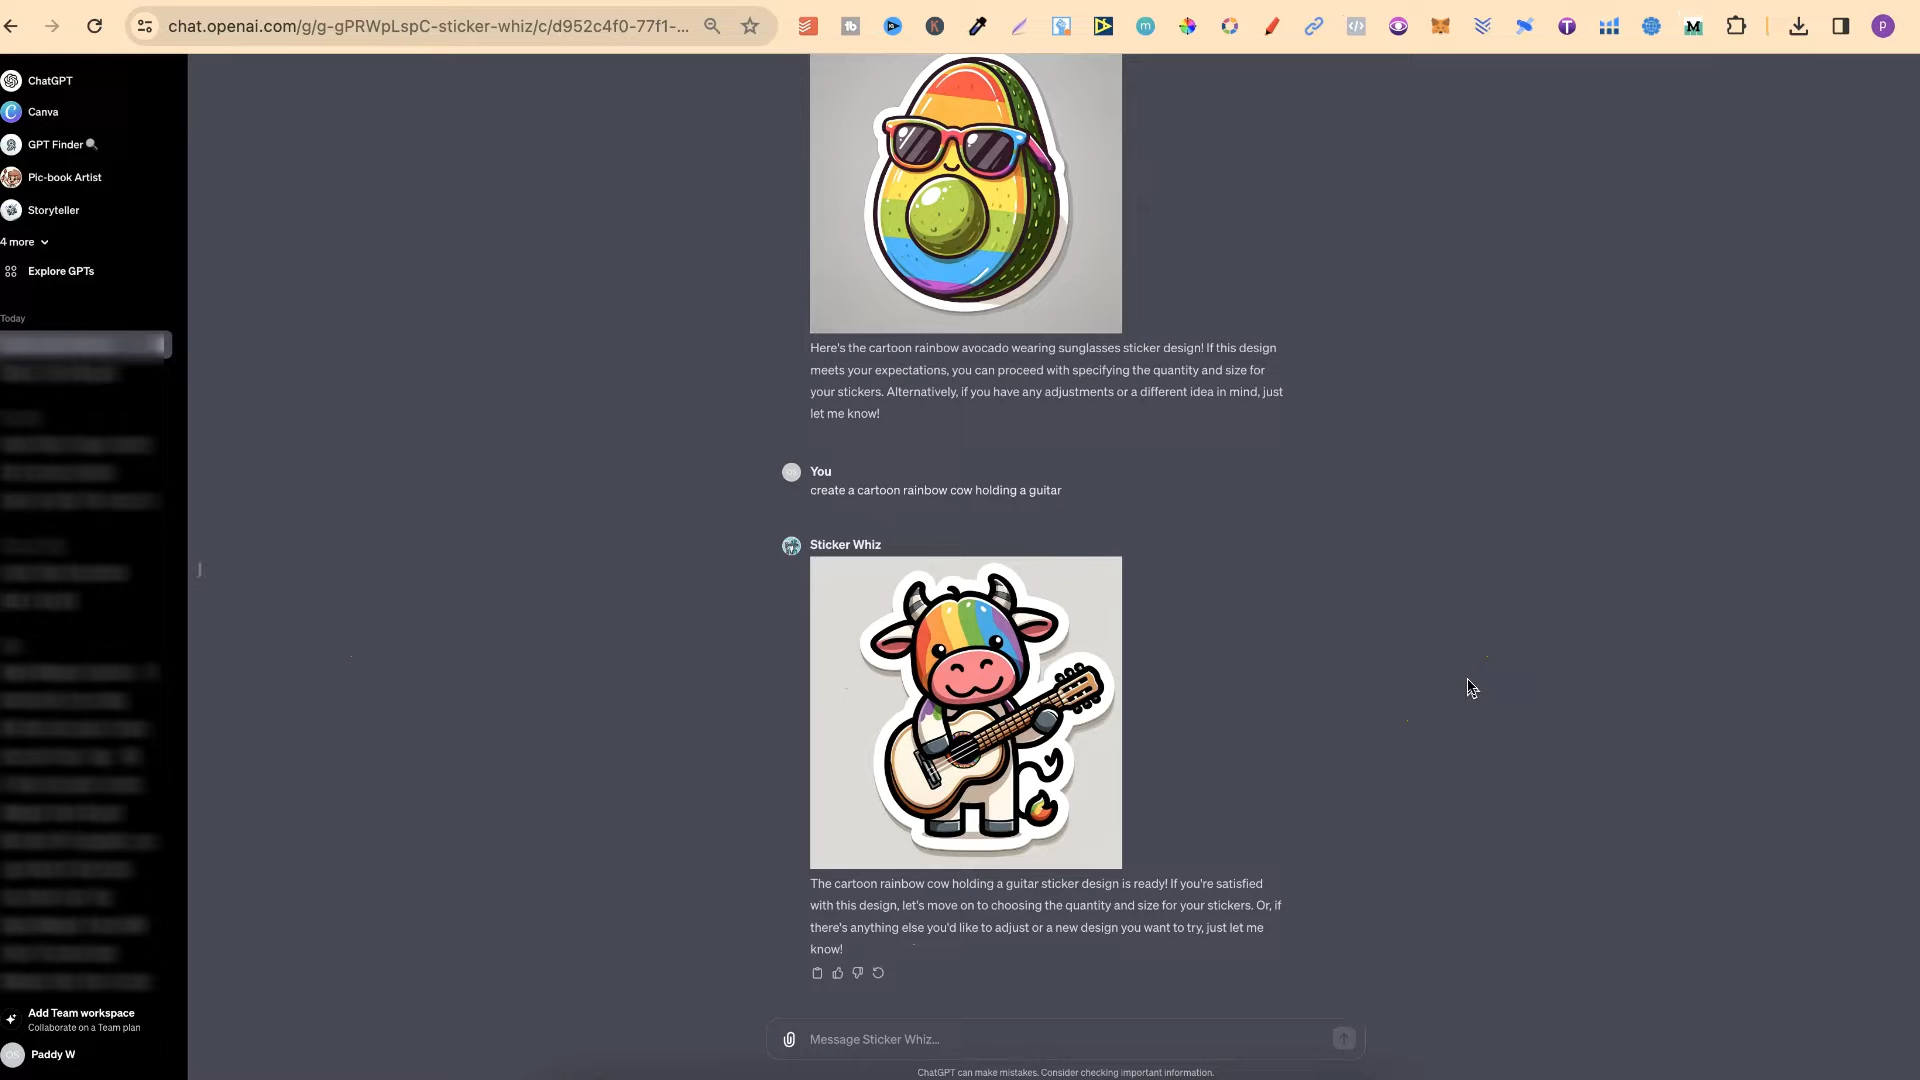 chat.openai.com/g/g-gPRWpLspC-sticker-whiz/c/d952c4f0-77f1-...
ChatGPT
Canva
GPT Finder
Pic-book Artist
Storyteller
4 more
Explore GPTs
Today
Here's the cartoon rainbow avocado wearing sunglasses sticker design! If this design
meets your expectations, you can proceed with specifying the quantity and size for
your stickers. Alternatively, if you have any adjustments or a different idea in mind, just
let me know!
You
create a cartoon rainbow cow holding a guitar
Sticker Whiz
The cartoon rainbow cow holding a guitar sticker design is ready! If you're satisfied
with this design, let's move on to choosing the quantity and size for your stickers. Or, if
there's anything else you'd like to adjust or a new design you want to try, just let me
know!
Add Team workspace
Collaborate on a Team plan
Paddy W
Message Sticker Whiz...
ChatGPT can make mistakes. Consider checking important information.